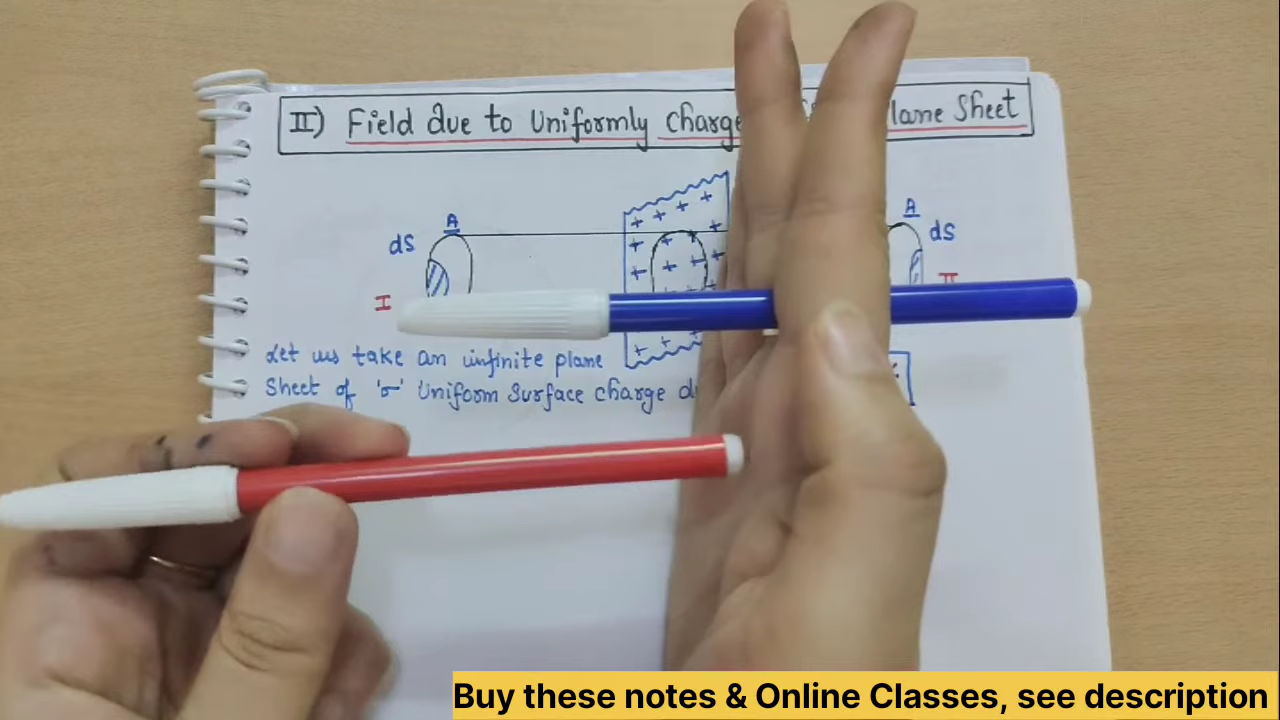 II) Field due to Uniformly Charge lane Sheet
A
dS
I
A
dS
II
Let us take an infinite plane
Sheet of 'σ' Uniform Surface charge
Buy these notes & Online Classes, see description